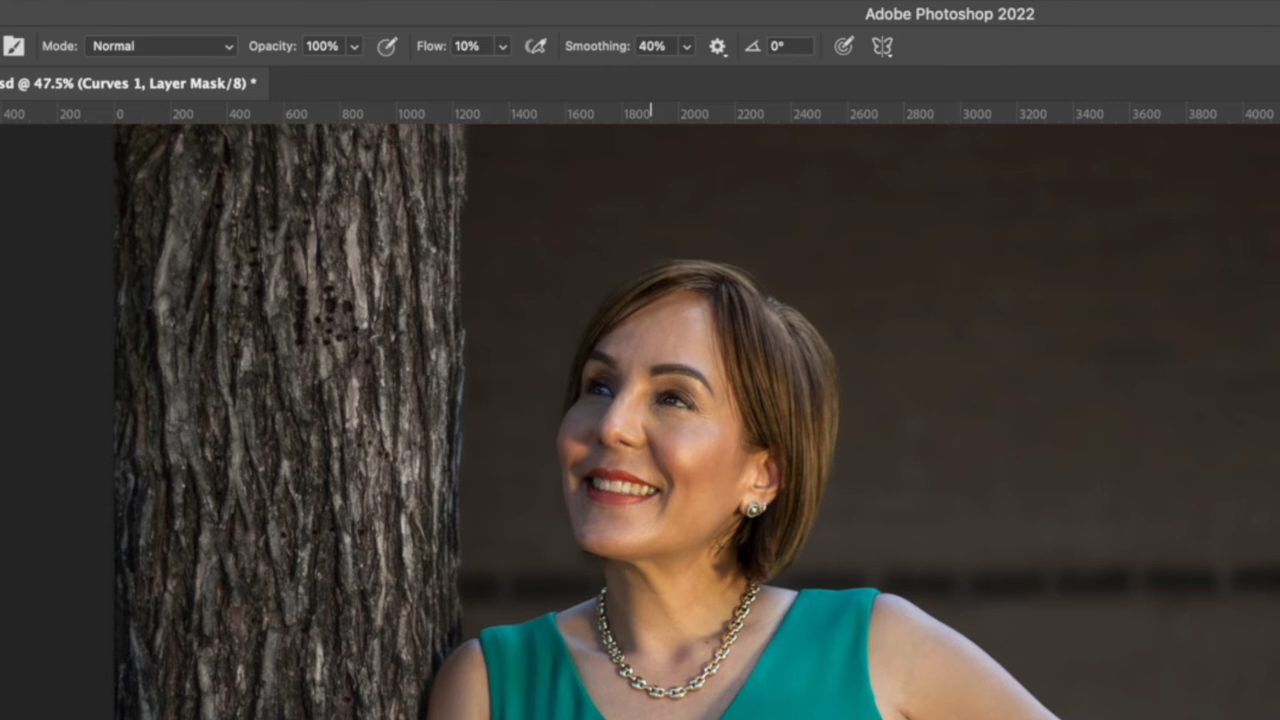 Adobe Photoshop 2022
Mode: Normal Opacity: 100% Flow: 10% Smoothing: 40% 0°
sd @ 47.5% (Curves 1, Layer Mask/8) *
400 200 0 200 400 600 800 1000 1200 1400 1600 1800 2000 2200 2400 2600 2800 3000 3200 3400 3600 3800 4000